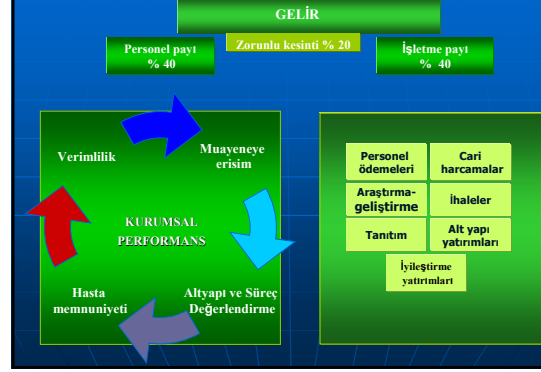 GELİR
Personel payı
% 40
Zorunlu kesinti % 20
İşletme payı
% 40
Verimlilik
Muayeneye
erisim
KURUMSAL
PERFORMANS
Hasta
memnuniyeti
Altyapı ve Süreç
Değerlendirme
Personel
ödemeleri
Cari
harcamalar
Araştırma-
geliştirme
İhaleler
Tanıtım
Alt yapı
yatırımları
İyileştirme
yatırımları